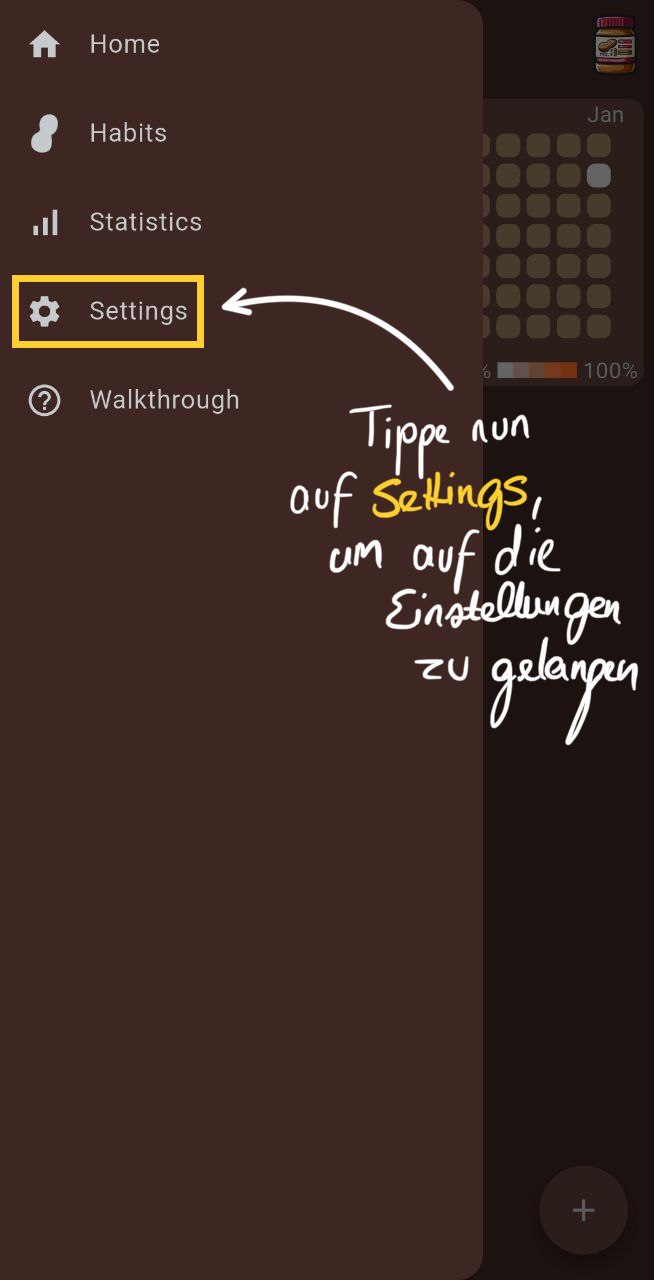 Home
Jan
Habits
Statistics
Settings
% 100%
Walkthrough
Tippe nun
auf Settings,
um auf die
Einstellungen
zu gelangen
+